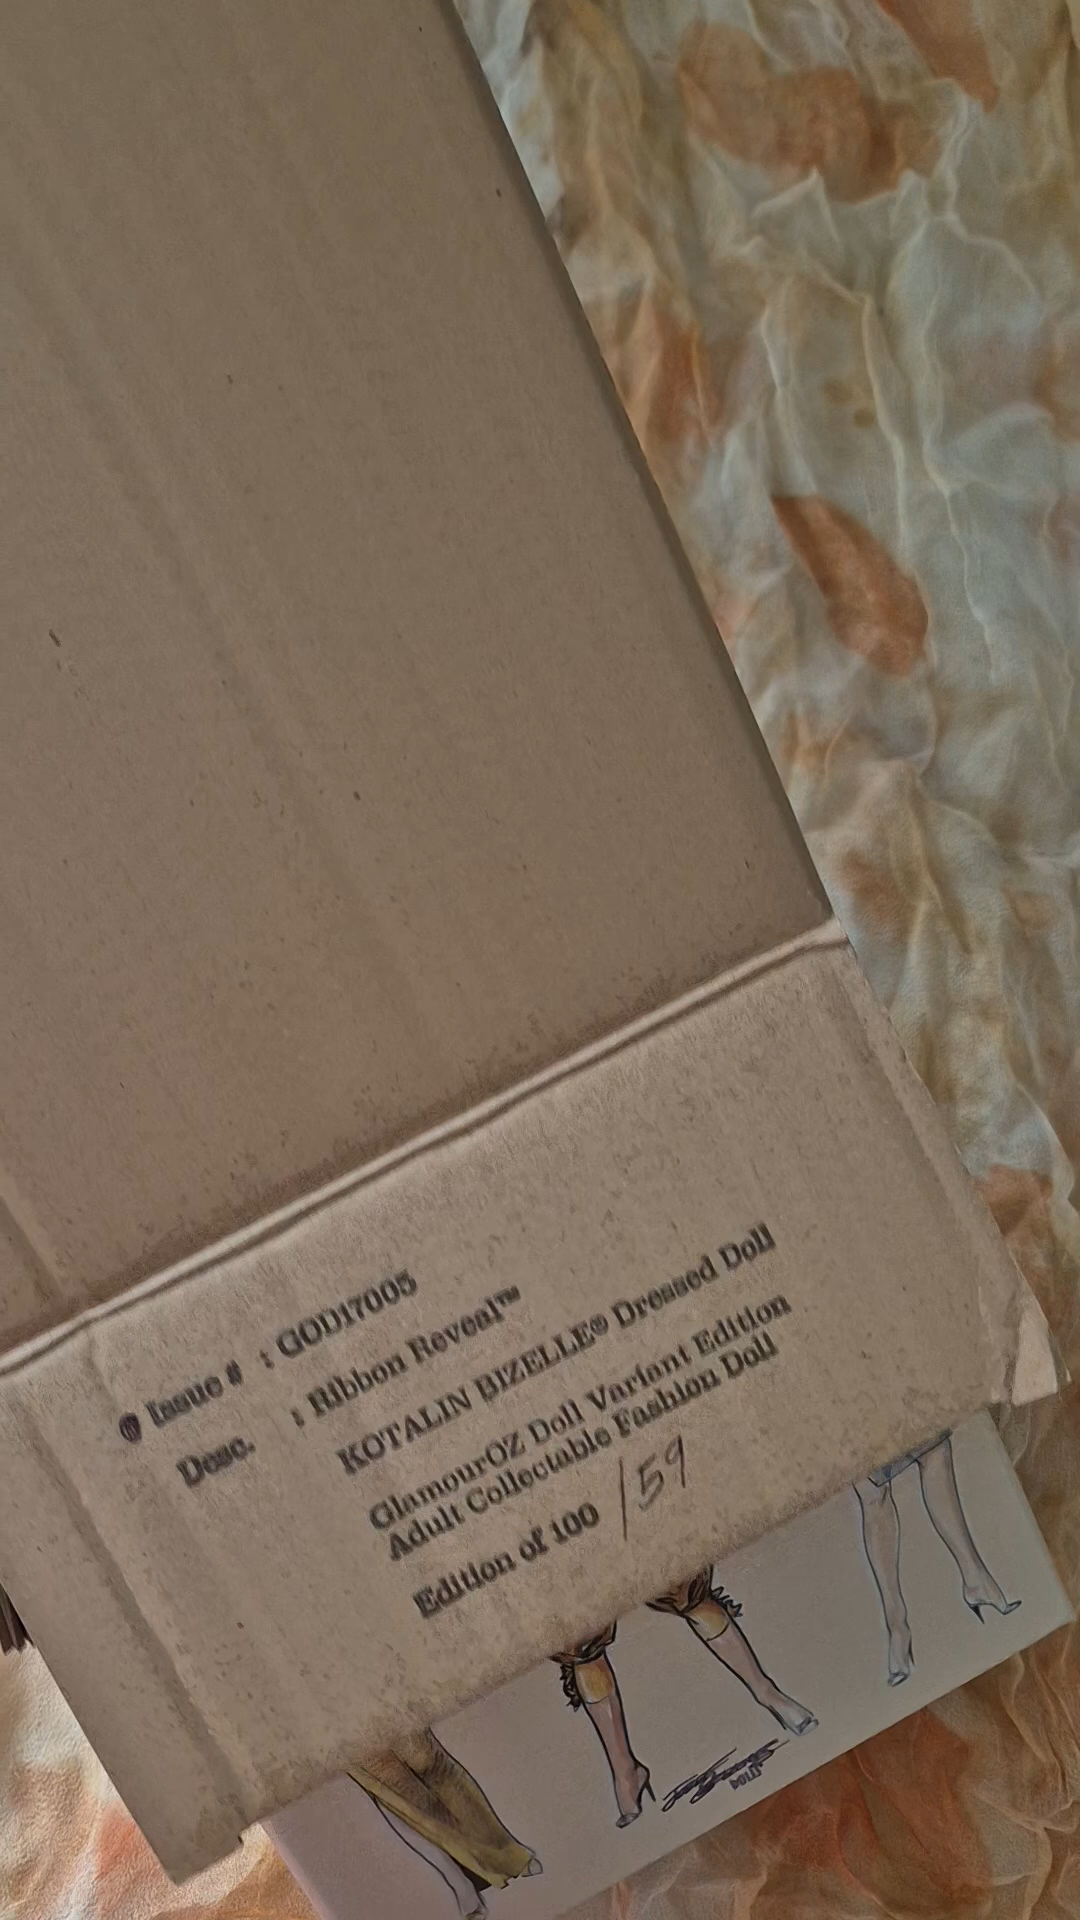 Issue # : GOD17005
Desc. : Ribbon Reveal™
KOTALIN BIZELLE® Dressed Doll
GlamourOZ Doll Variant Edition
Adult Collectable Fashion Doll
Edition of 100 /59
DOLLS